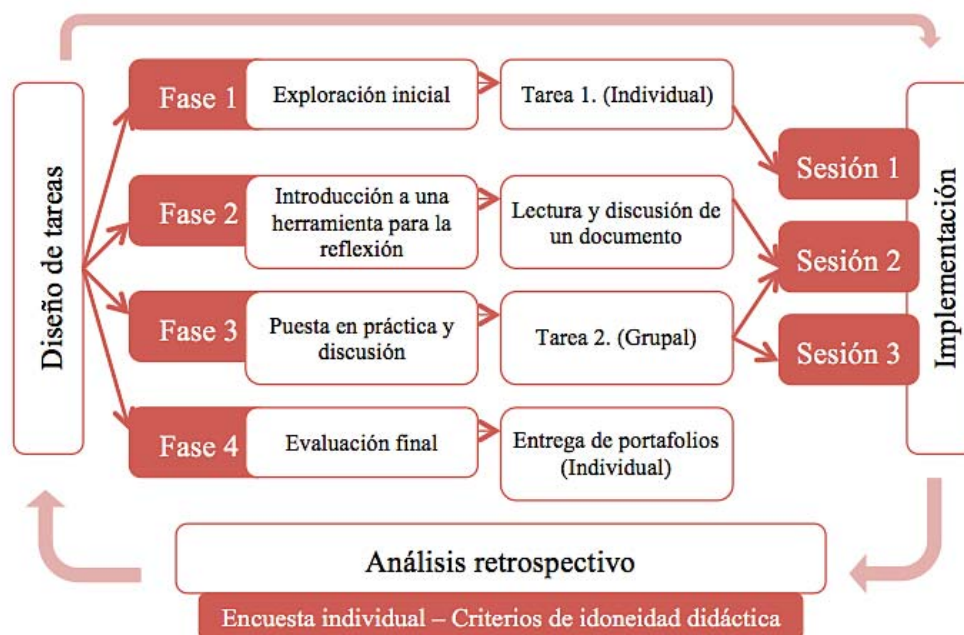 Diseño de tareas
Fase 1
Exploración inicial
Tarea 1. (Individual)
Sesión 1
Fase 2
Introducción a una
herramienta para la
reflexión
Lectura y discusión de
un documento
Sesión 2
Fase 3
Puesta en práctica y
discusión
Tarea 2. (Grupal)
Sesión 3
Fase 4
Evaluación final
Entrega de portafolios
(Individual)
Implementación
Análisis retrospectivo
Encuesta individual – Criterios de idoneidad didáctica